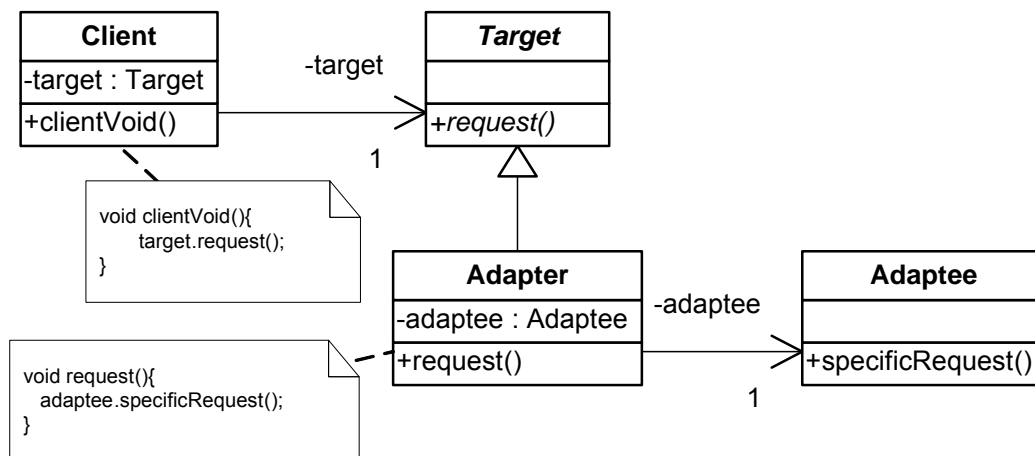 Client
-target : Target
+clientVoid()
-target
1
Target
+request()
void clientVoid(){
target.request();
}
Adapter
-adaptee : Adaptee
+request()
-adaptee
1
Adaptee
+specificRequest()
void request(){
adaptee.specificRequest();
}